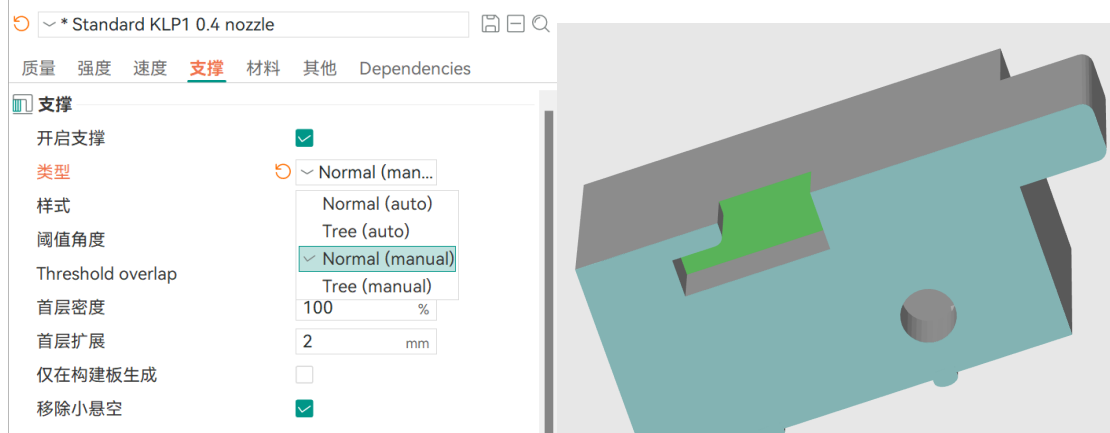 * Standard KLP1 0.4 nozzle
质量 强度 速度 支撑 材料 其他 Dependencies
支撑
开启支撑
类型 Normal (man...
样式 Normal (auto)
Tree (auto)
阈值角度
Normal (manual)
Threshold overlap
Tree (manual)
首层密度 100 %
首层扩展 2 mm
仅在构建板生成
移除小悬空